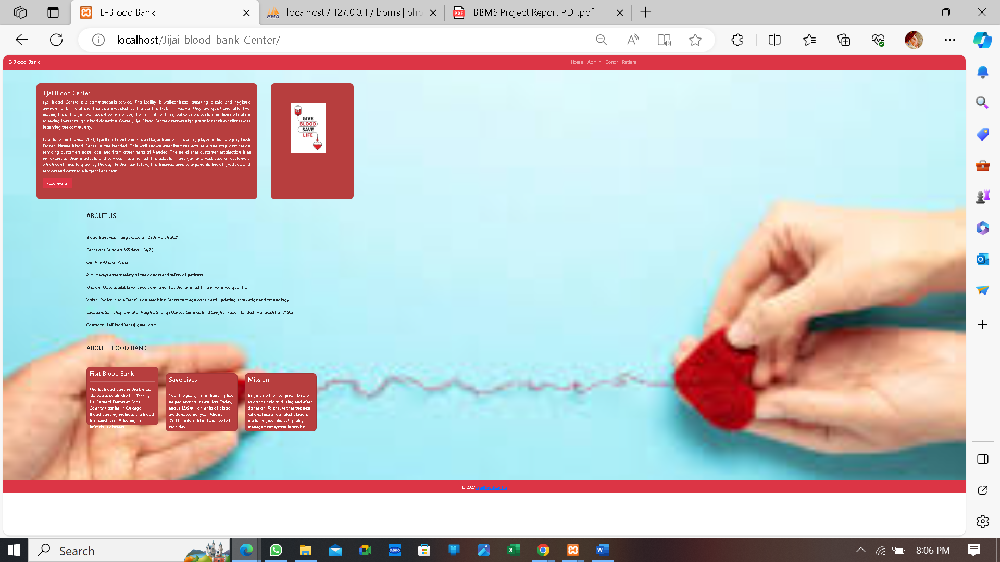 E-Blood Bank
localhost / 127.0.0.1 / bbms | php
BBMS Project Report PDF.pdf
localhost/Jijai_blood_bank_Center/
E-Blood Bank
Home Admin Donor Patient
Jijai Blood Center
Jijai Blood Centre is a commendable service. The facility is well-sanitised, ensuring a safe and hygienic
environment. The efficient service provided by the staff is truly impressive. They are quick and attentive,
making the entire process hassle-free. Moreover, the commitment to great service is evident in their dedication
to saving lives through blood donation. Overall, Jijai Blood Centre deserves high praise for their excellent work
in serving the community.
Established in the year 2021, Jijai Blood Centre in Shivaji Nagar Nanded, it is a top player in the category Fresh
Frozen Plasma Blood Banks in the Nanded. This well-known establishment acts as a one-stop destination
servicing customers both local and from other parts of Nanded. The belief that customer satisfaction is as
important as their products and services, have helped this establishment garner a vast base of customers,
which continues to grow by the day. In the near future, this business aims to expand its line of products and
services and cater to a larger client base.
Read more..
GIVE
BLOOD
SAVE
LIFE
ABOUT US
Blood Bank was inaugurated on 25th March 2021
Functions 24 hours 365 days. ( 24/7 )
Our Aim-Mission-Vision:
Aim: Always ensure safety of the donors and safety of patients.
Mission: Make available required component at the required time in required quantity.
Vision: Evolve in to a Transfusion Medicine Center through continued updating knowledge and technology.
Location: Sambhaji Umrekar Heights Shahaji Market, Guru Gobind Singh Ji Road, Nanded, Maharashtra 431602
Contacts: JijaiBloodBank@gmail.com
ABOUT BLOOD BANK
Fisrt Blood Bank
The 1st blood bank in the United
States was established in 1937 by
Dr. Bernard Fantus at Cook
County Hospital in Chicago.
Blood banking includes the blood
for transfusion & testing for
infectious diseases.
Save Lives
Over the years, blood banking has
helped save countless lives. Today,
about 13.6 million units of blood
are donated per year. About
36,000 units of blood are needed
each day.
Mission
To provide the best possible care
to donor before, during and after
donation. To ensure that the best
rational use of donated blood is
made by prescribers & quality
management system in service.
© 2023
Search
8:06 PM